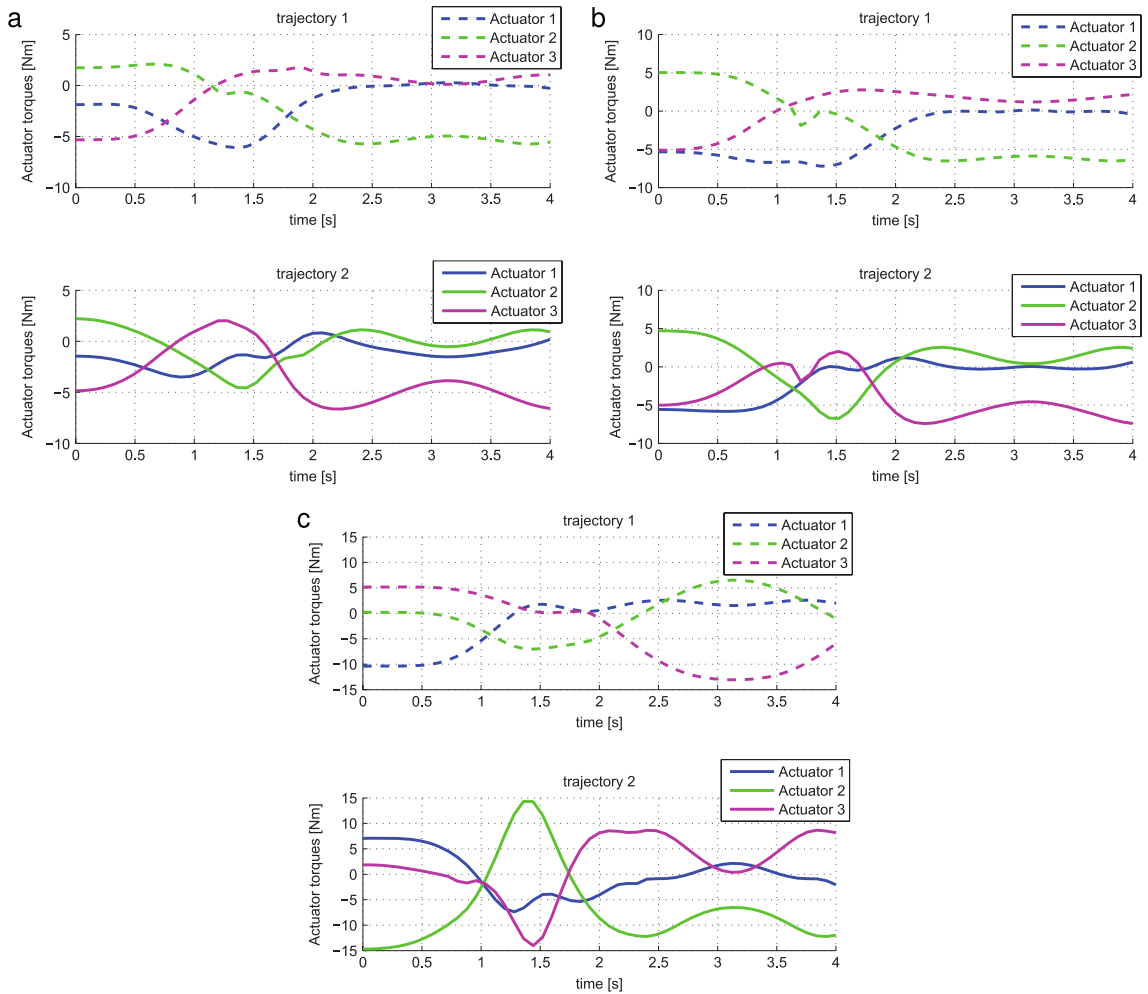 a
trajectory 1
Actuator 1
Actuator 2
Actuator 3
Actuator torques [Nm]
5
0
−5
−10
0 0.5 1 1.5 2 2.5 3 3.5 4
time [s]
trajectory 2
Actuator 1
Actuator 2
Actuator 3
Actuator torques [Nm]
5
0
−5
−10
0 0.5 1 1.5 2 2.5 3 3.5 4
time [s]
b
trajectory 1
Actuator 1
Actuator 2
Actuator 3
Actuator torques [Nm]
10
5
0
−5
−10
0 0.5 1 1.5 2 2.5 3 3.5 4
time [s]
trajectory 2
Actuator 1
Actuator 2
Actuator 3
Actuator torques [Nm]
10
5
0
−5
−10
0 0.5 1 1.5 2 2.5 3 3.5 4
time [s]
c
trajectory 1
Actuator 1
Actuator 2
Actuator 3
Actuator torques [Nm]
15
10
5
0
−5
−10
−15
0 0.5 1 1.5 2 2.5 3 3.5 4
time [s]
trajectory 2
Actuator 1
Actuator 2
Actuator 3
Actuator torques [Nm]
15
10
5
0
−5
−10
−15
0 0.5 1 1.5 2 2.5 3 3.5 4
time [s]